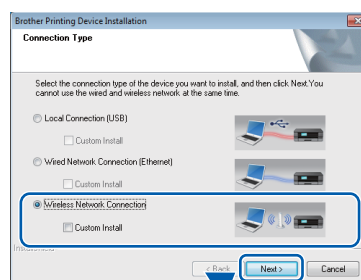 Brother Printing Device Installation
Connection Type
Select the connection type of the device you want to install, and then click Next.You
cannot use the wired and wireless network at the same time.
Local Connection (USB)
Custom Install
Wired Network Connection (Ethernet)
Custom Install
Wireless Network Connection
Custom Install
< Back
Next >
Cancel